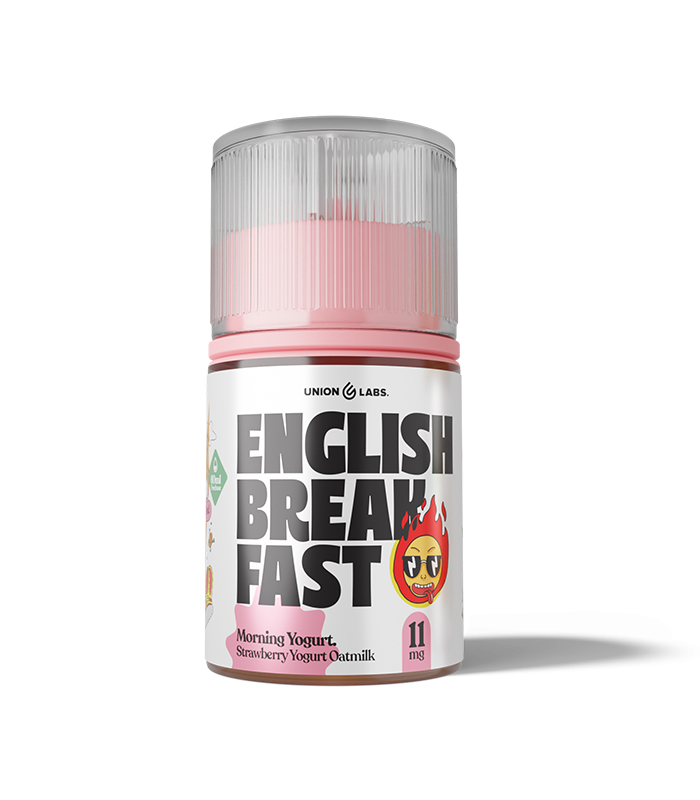 UNION LABS.
ENGLISH
BREAK
FAST
Morning Yogurt.
Strawberry Yogurt Oatmilk
11
mg